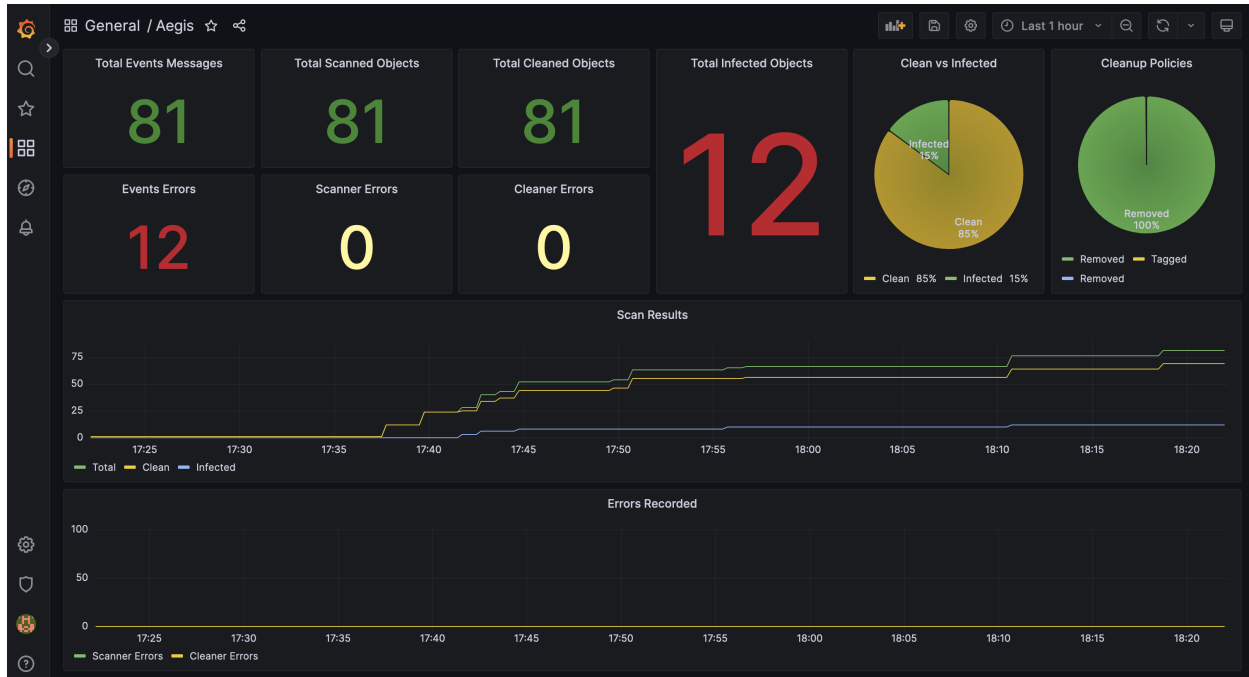 General / Aegis
Last 1 hour
Total Events Messages
81
Total Scanned Objects
81
Total Cleaned Objects
81
Total Infected Objects
12
Clean vs Infected
Infected
15%
Clean
85%
Clean 85% Infected 15%
Cleanup Policies
Removed
100%
Removed Tagged
Removed
Events Errors
12
Scanner Errors
0
Cleaner Errors
0
Scan Results
75
50
25
0
17:25 17:30 17:35 17:40 17:45 17:50 17:55 18:00 18:05 18:10 18:15 18:20
Total Clean Infected
Errors Recorded
100
50
0
17:25 17:30 17:35 17:40 17:45 17:50 17:55 18:00 18:05 18:10 18:15 18:20
Scanner Errors Cleaner Errors